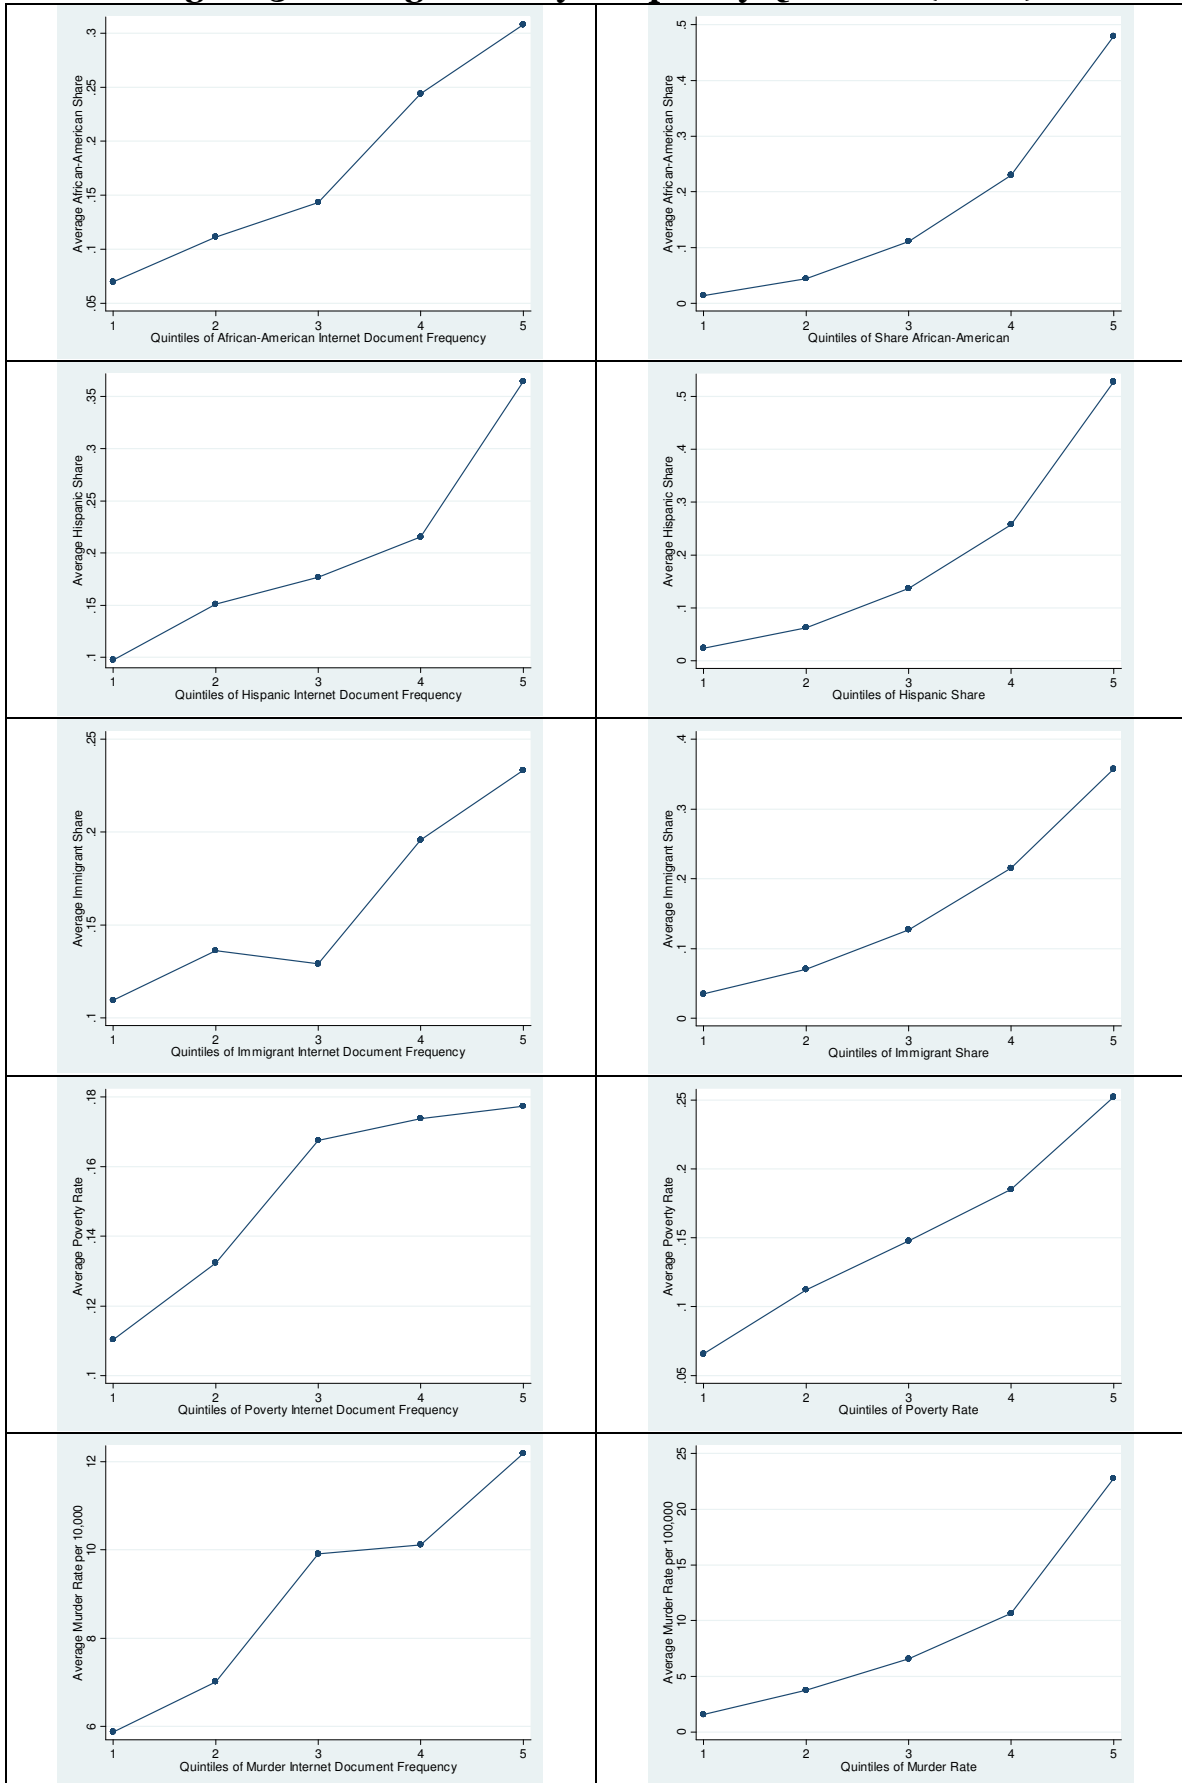 .3
.25
.2
.15
.1
.05
Average African-American Share
1 2 3 4 5
Quintiles of African-American Internet Document Frequency
.5
.4
.3
.2
.1
0
Average African-American Share
1 2 3 4 5
Quintiles of Share African-American
.35
.3
.25
.2
.15
.1
Average Hispanic Share
1 2 3 4 5
Quintiles of Hispanic Internet Document Frequency
.5
.4
.3
.2
.1
0
Average Hispanic Share
1 2 3 4 5
Quintiles of Hispanic Share
.25
.2
.15
.1
Average Immigrant Share
1 2 3 4 5
Quintiles of Immigrant Internet Document Frequency
.4
.3
.2
.1
0
Average Immigrant Share
1 2 3 4 5
Quintiles of Immigrant Share
.18
.16
.14
.12
.1
Average Poverty Rate
1 2 3 4 5
Quintiles of Poverty Internet Document Frequency
.25
.2
.15
.1
.05
Average Poverty Rate
1 2 3 4 5
Quintiles of Poverty Rate
12
10
8
6
Average Murder Rate per 10,000
1 2 3 4 5
Quintiles of Murder Internet Document Frequency
25
20
15
10
5
0
Average Murder Rate per 100,000
1 2 3 4 5
Quintiles of Murder Rate